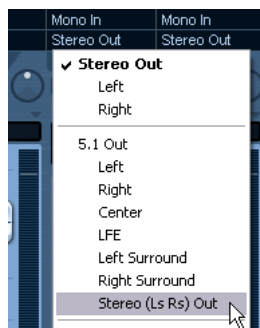 Mono In Mono In
Stereo Out Stereo Out
✓ Stereo Out
Left
Right
5.1 Out
Left
Right
Center
LFE
Left Surround
Right Surround
Stereo (Ls Rs) Out